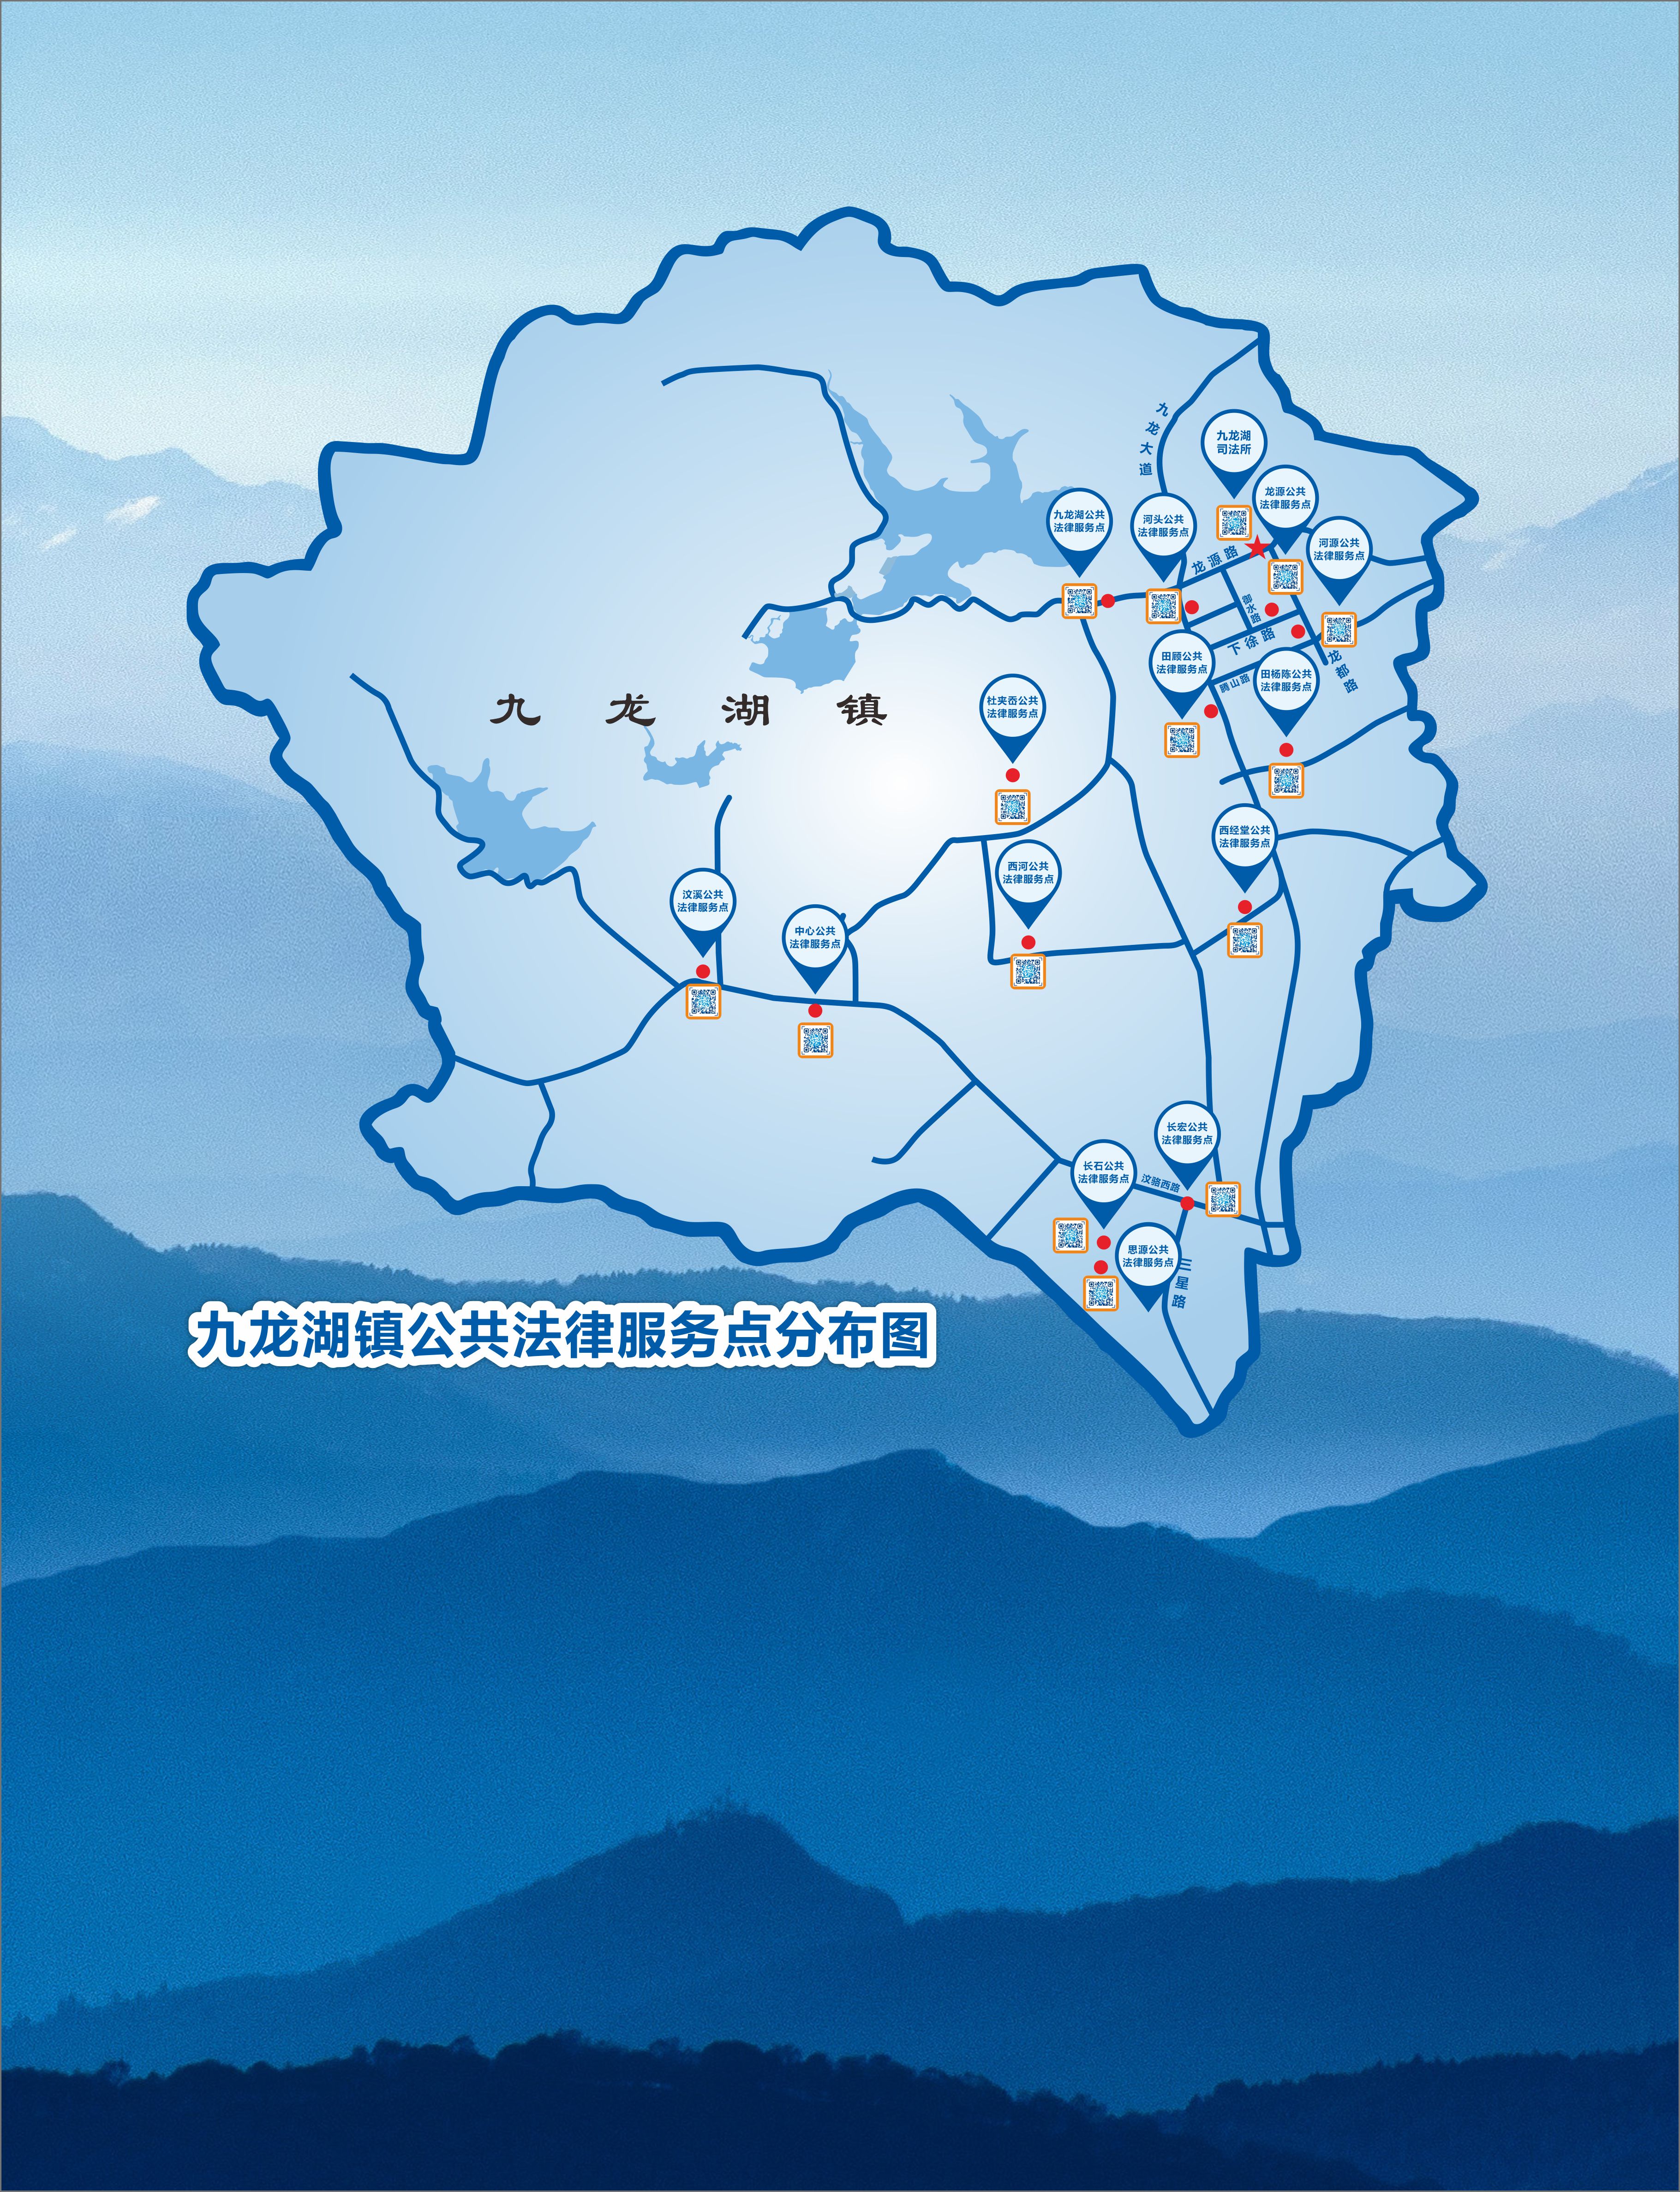 九龙大道
九龙湖
司法所
龙源公共
法律服务点
九龙湖公共
法律服务点
河头公共
法律服务点
河源公共
法律服务点
龙源路
御水路
下徐路
龙都路
腾山路
田顾公共
法律服务点
田杨陈公共
法律服务点
九龙湖镇
杜夹岙公共
法律服务点
西经堂公共
法律服务点
西河公共
法律服务点
汶溪公共
法律服务点
中心公共
法律服务点
长宏公共
法律服务点
长石公共
法律服务点
汶骆西路
思源公共
法律服务点
三星路
九龙湖镇公共法律服务点分布图